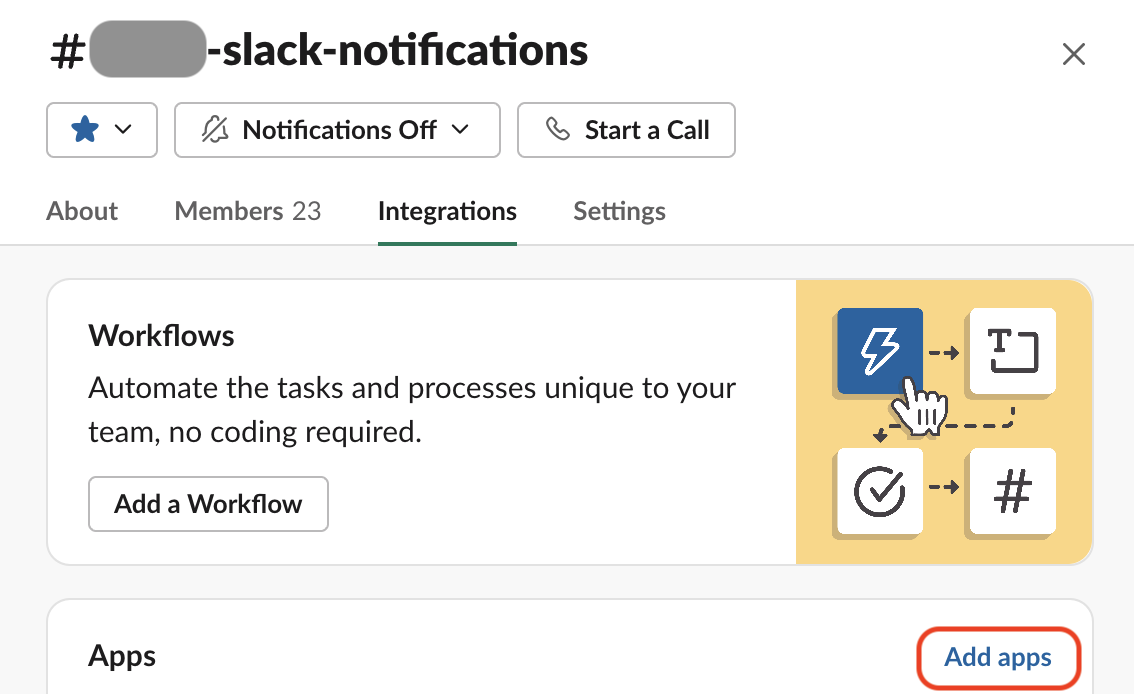 # -slack-notifications
Notifications Off
Start a Call
About Members 23 Integrations Settings
Workflows
Automate the tasks and processes unique to your
team, no coding required.
Add a Workflow
T
#
Apps
Add apps